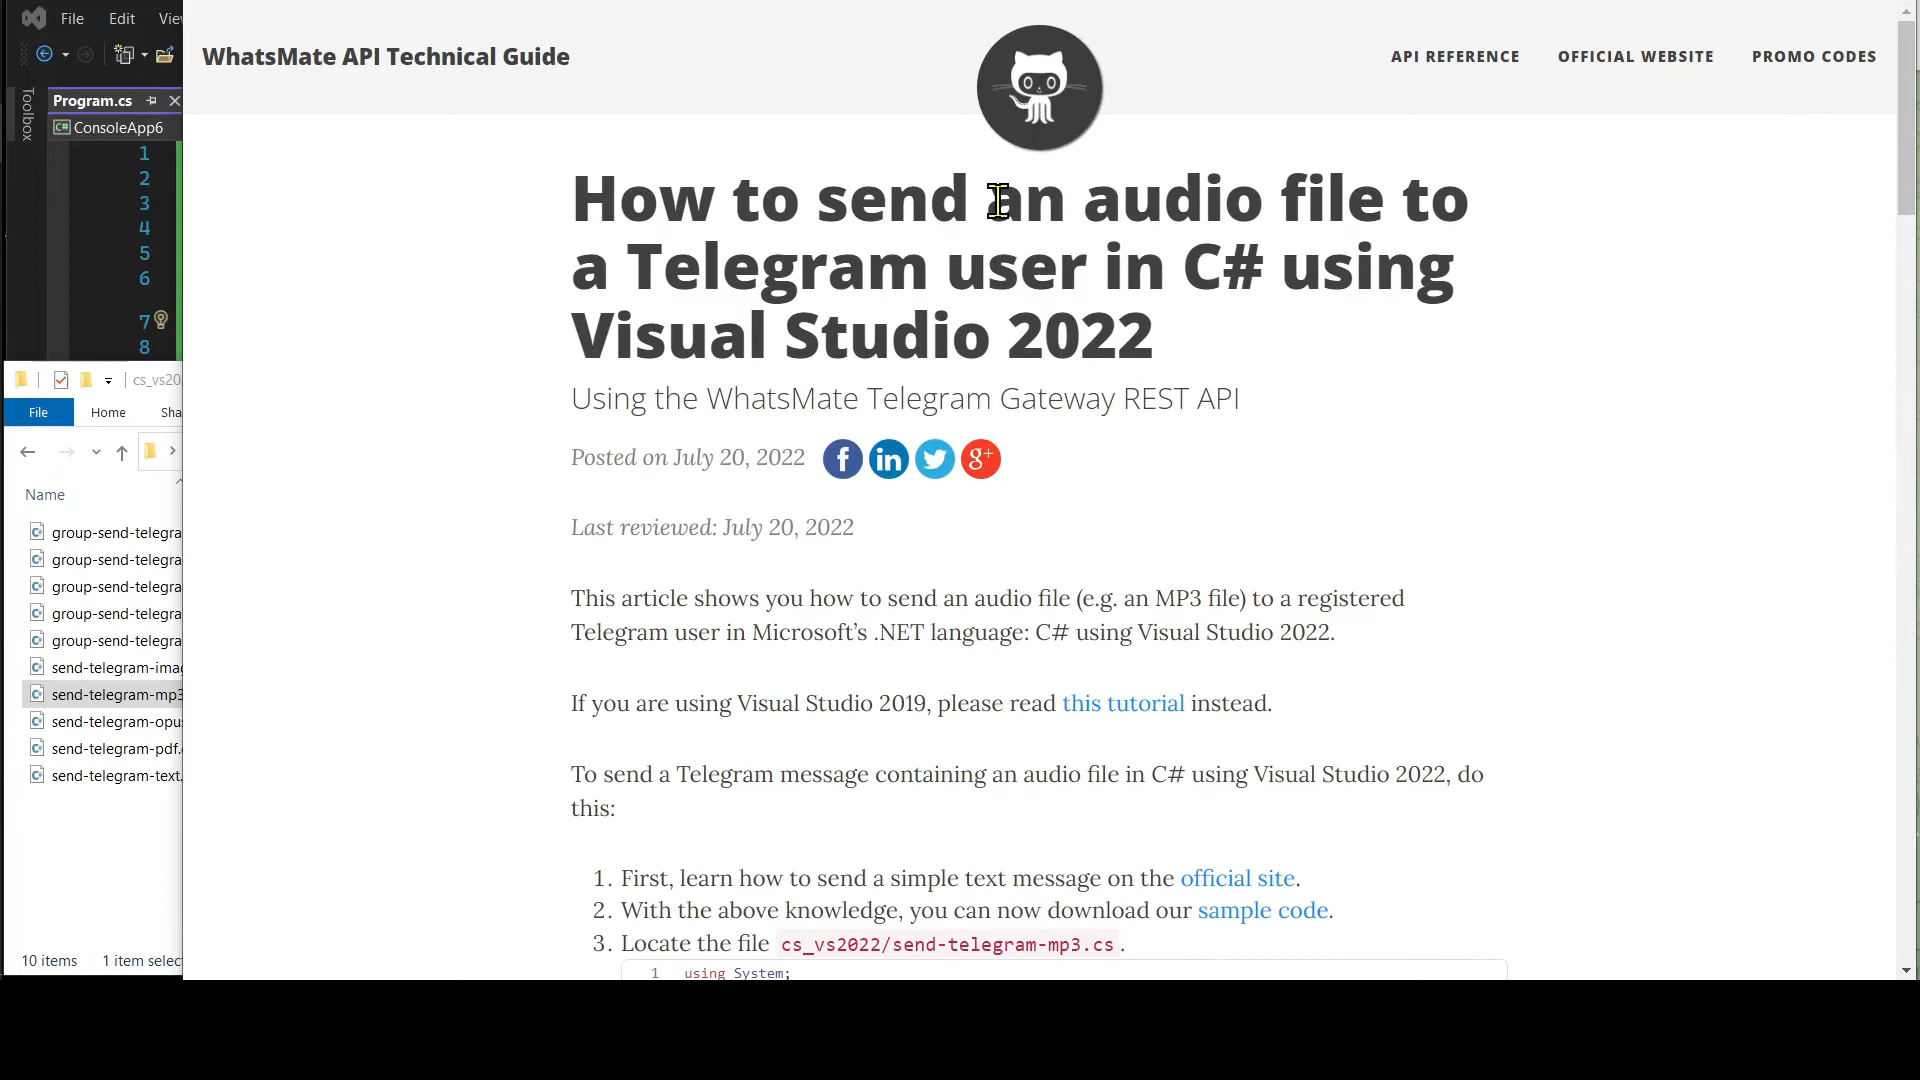 File Edit
Toolbox
Program.cs
C# ConsoleApp6
1
2
3
4
5
6
7
8
cs_vs20
File Home
Name
group-send-telegra
group-send-telegra
group-send-telegra
group-send-telegra
group-send-telegra
send-telegram-imag
send-telegram-mp3
send-telegram-opu
send-telegram-pdf.
send-telegram-text.
10 items 1 item selec
WhatsMate API Technical Guide
API REFERENCE OFFICIAL WEBSITE PROMO CODES
How to send an audio file to
a Telegram user in C# using
Visual Studio 2022
Using the WhatsMate Telegram Gateway REST API
Posted on July 20, 2022
Last reviewed: July 20, 2022
This article shows you how to send an audio file (e.g. an MP3 file) to a registered
Telegram user in Microsoft’s .NET language: C# using Visual Studio 2022.
If you are using Visual Studio 2019, please read this tutorial instead.
To send a Telegram message containing an audio file in C# using Visual Studio 2022, do
this:
1. First, learn how to send a simple text message on the official site.
2. With the above knowledge, you can now download our sample code.
3. Locate the file cs_vs2022/send-telegram-mp3.cs.
1 using System;